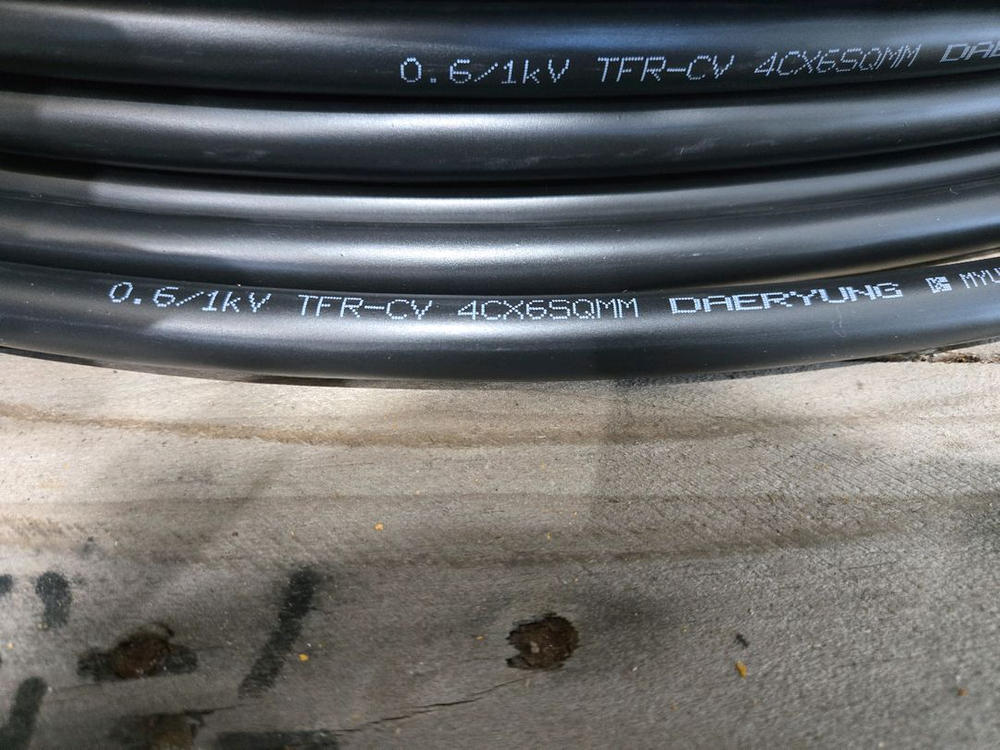 0.6/1kV TFR-CV 4CX6SQMM
0.6/1kV TFR-CV 4CX6SQMM DAERYUNG